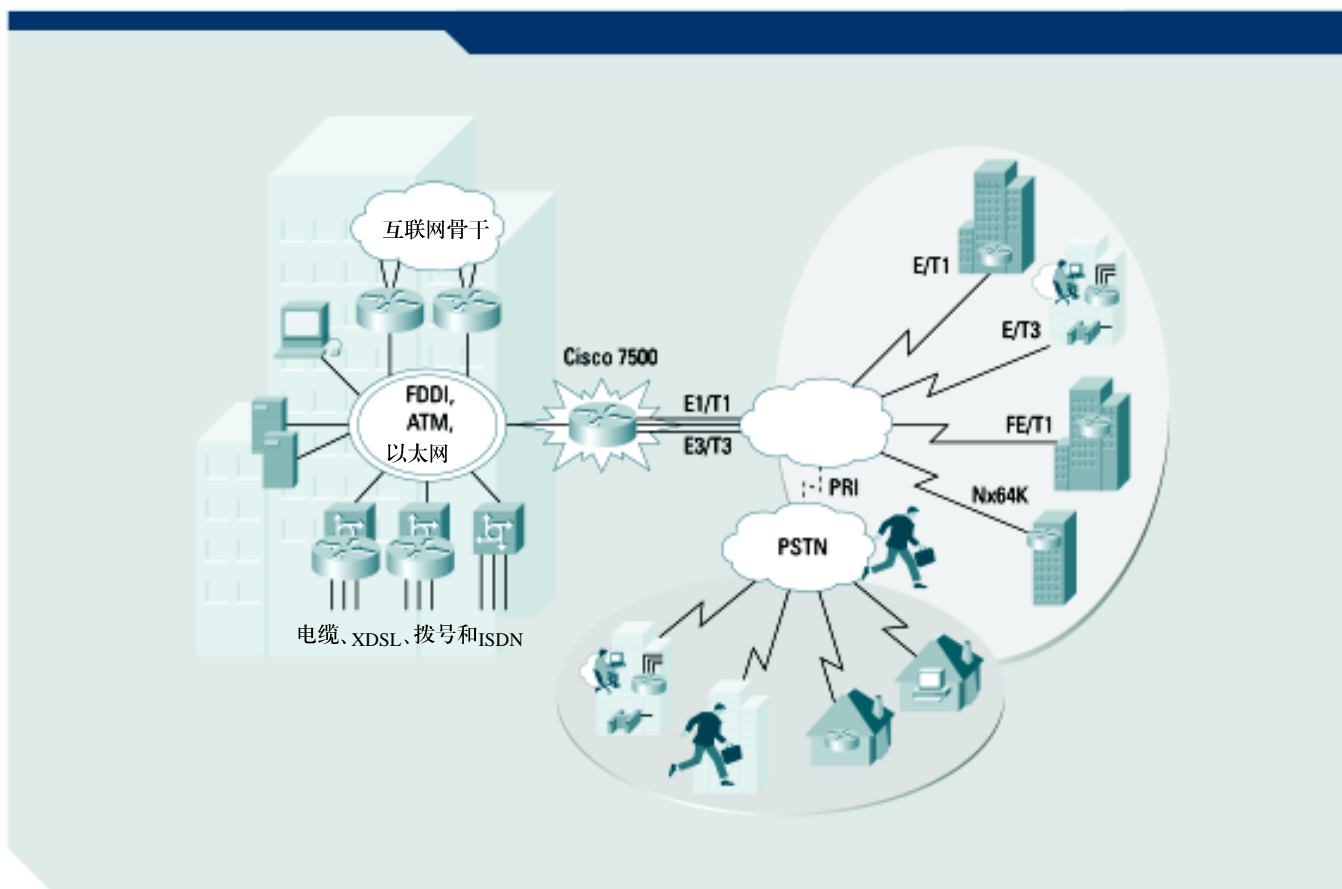 互联网骨干
E/T1
E/T3
Cisco 7500
FDDI,
ATM,
以太网
E1/T1
E3/T3
FE/T1
PRI
Nx64K
PSTN
电缆、XDSL、拨号和ISDN